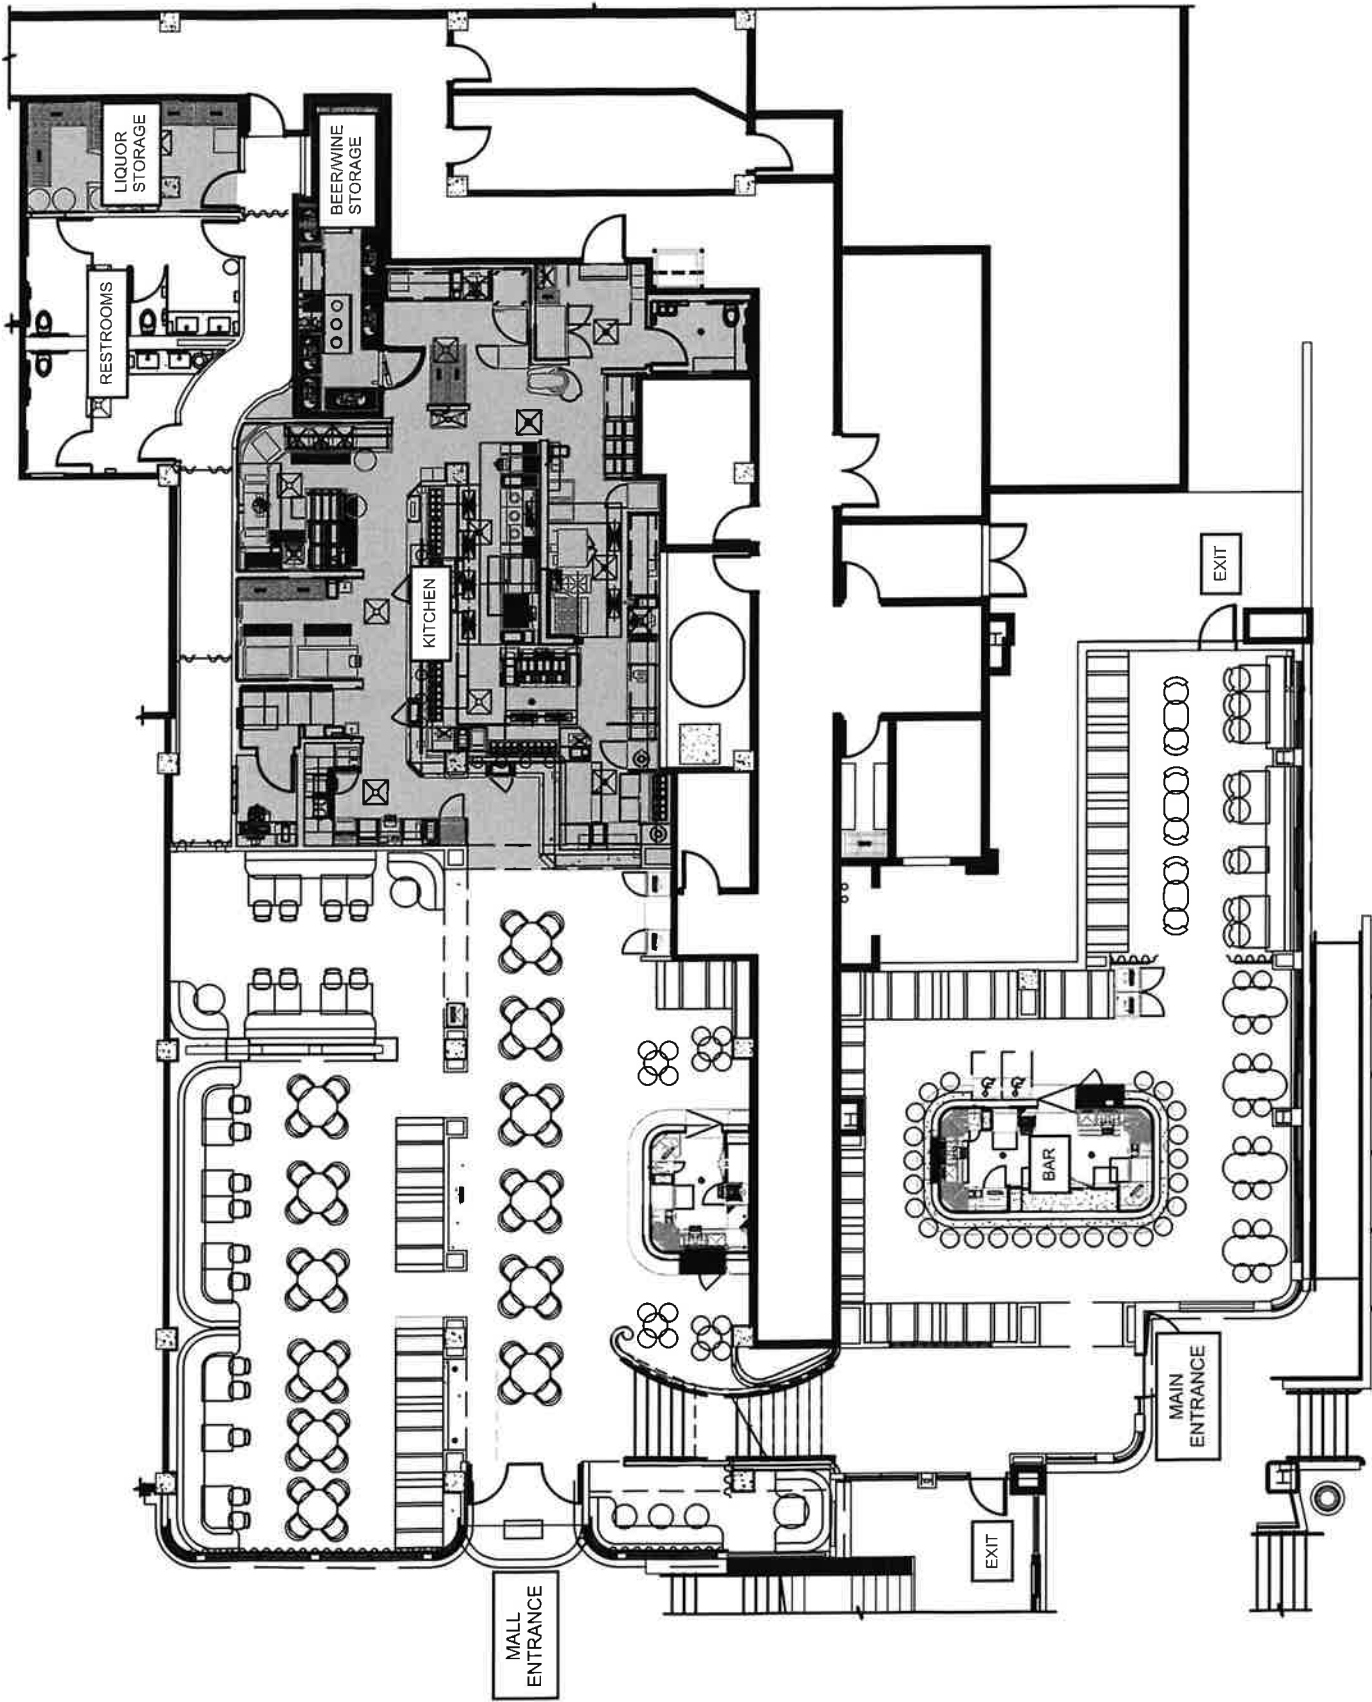 LIQUOR
STORAGE
BEER/WINE
STORAGE
RESTROOMS
KITCHEN
EXIT
BAR
MAIN
ENTRANCE
EXIT
MALL
ENTRANCE